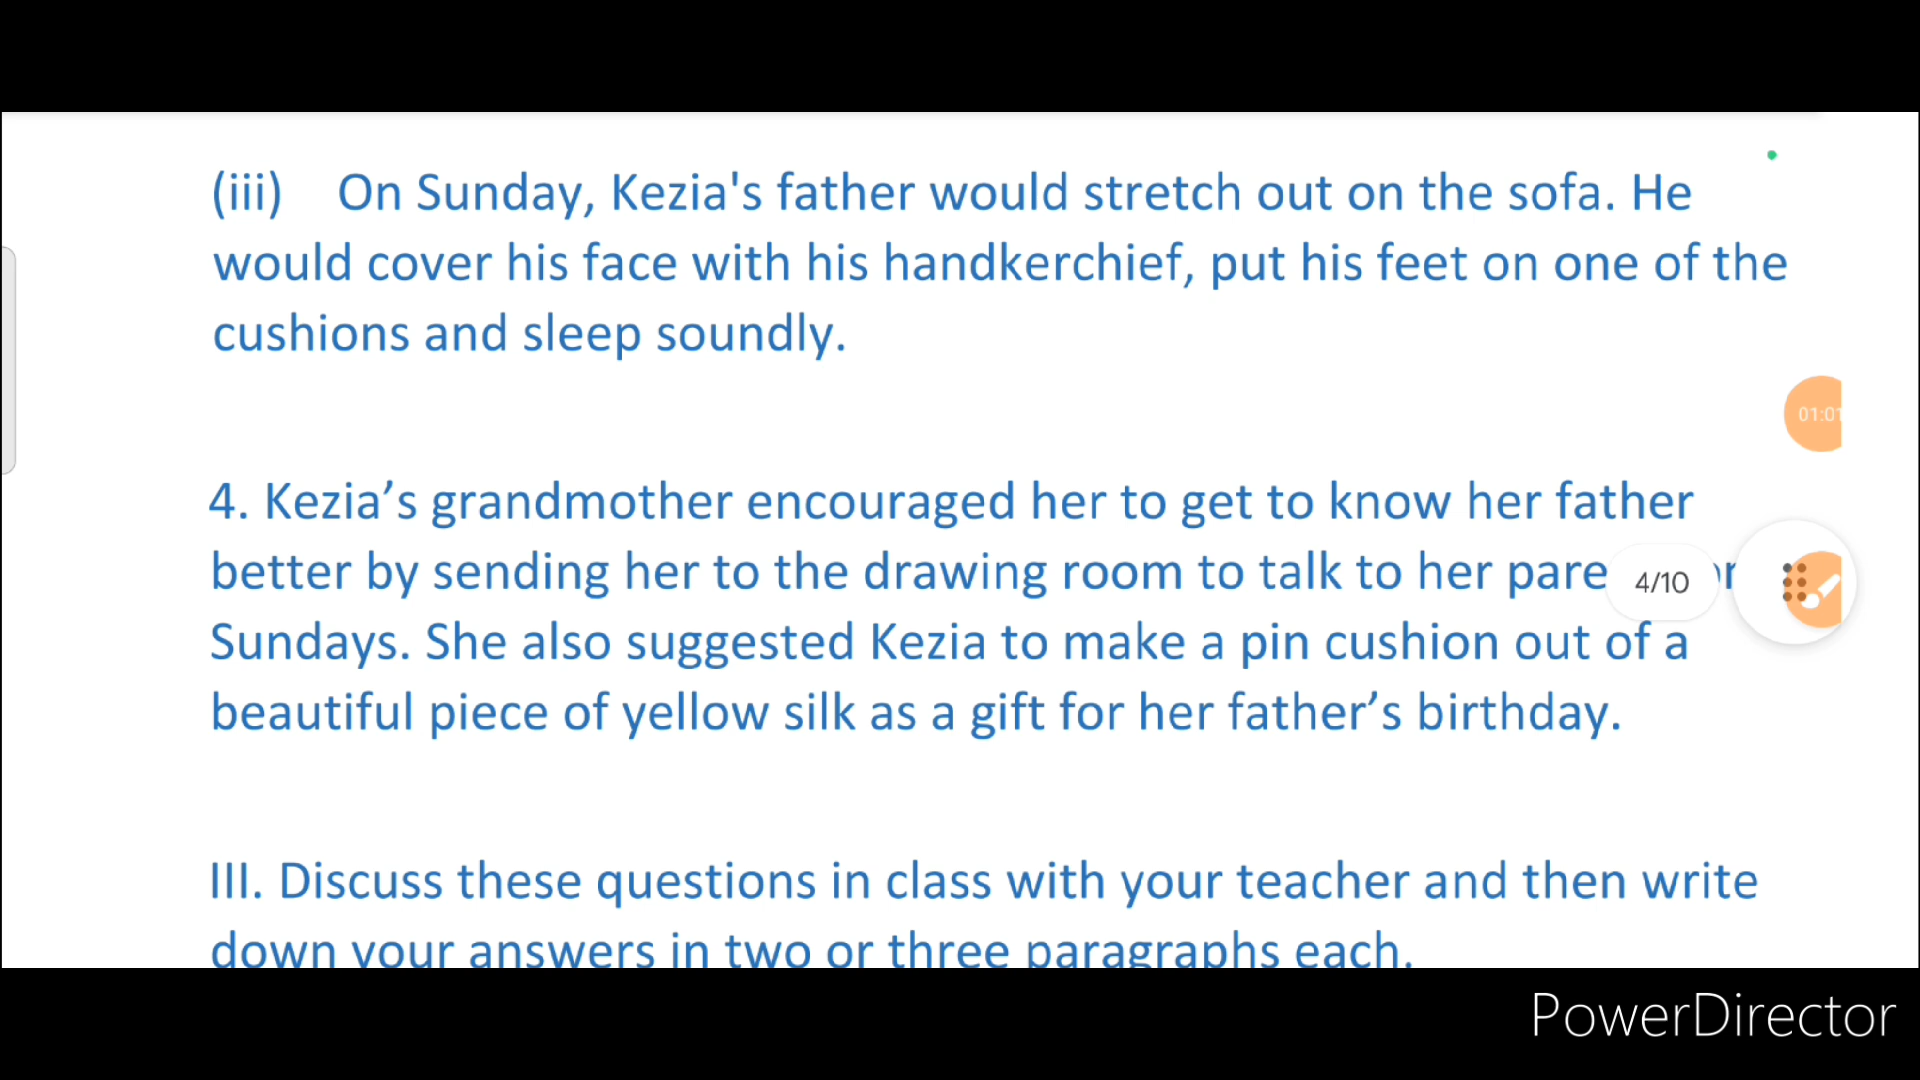 (iii) On Sunday, Kezia's father would stretch out on the sofa. He
would cover his face with his handkerchief, put his feet on one of the
cushions and sleep soundly.
01:01
4. Kezia’s grandmother encouraged her to get to know her father
better by sending her to the drawing room to talk to her
4/10
Sundays. She also suggested Kezia to make a pin cushion out of a
beautiful piece of yellow silk as a gift for her father’s birthday.
III. Discuss these questions in class with your teacher and then write
down your answers in two or three paragraphs each.
PowerDirector